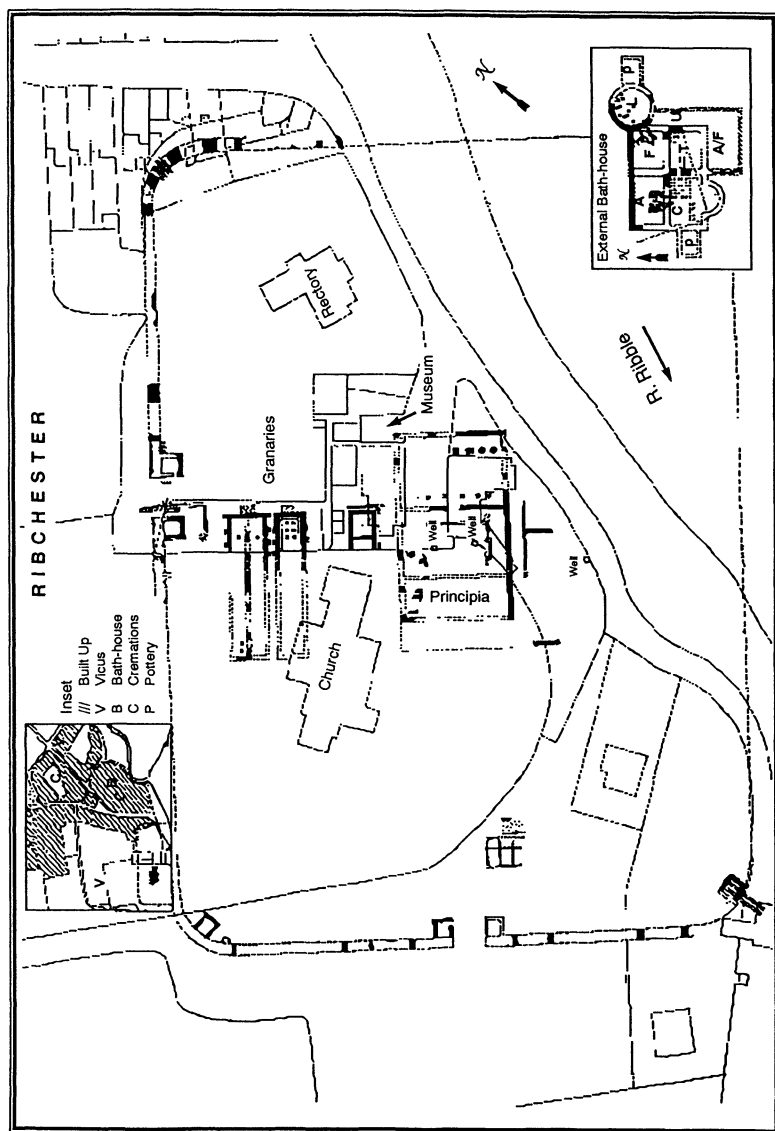 RIBCHESTER
Inset
/// Built Up
V Vicus
B Bath-house
C Cremations
P Pottery
V
C
Granaries
Church
Principia
Well
Well
Well
Museum
Rectory
R. Ribble
N
External Bath-house
N
P
L
F
A
T
C
A/F
P